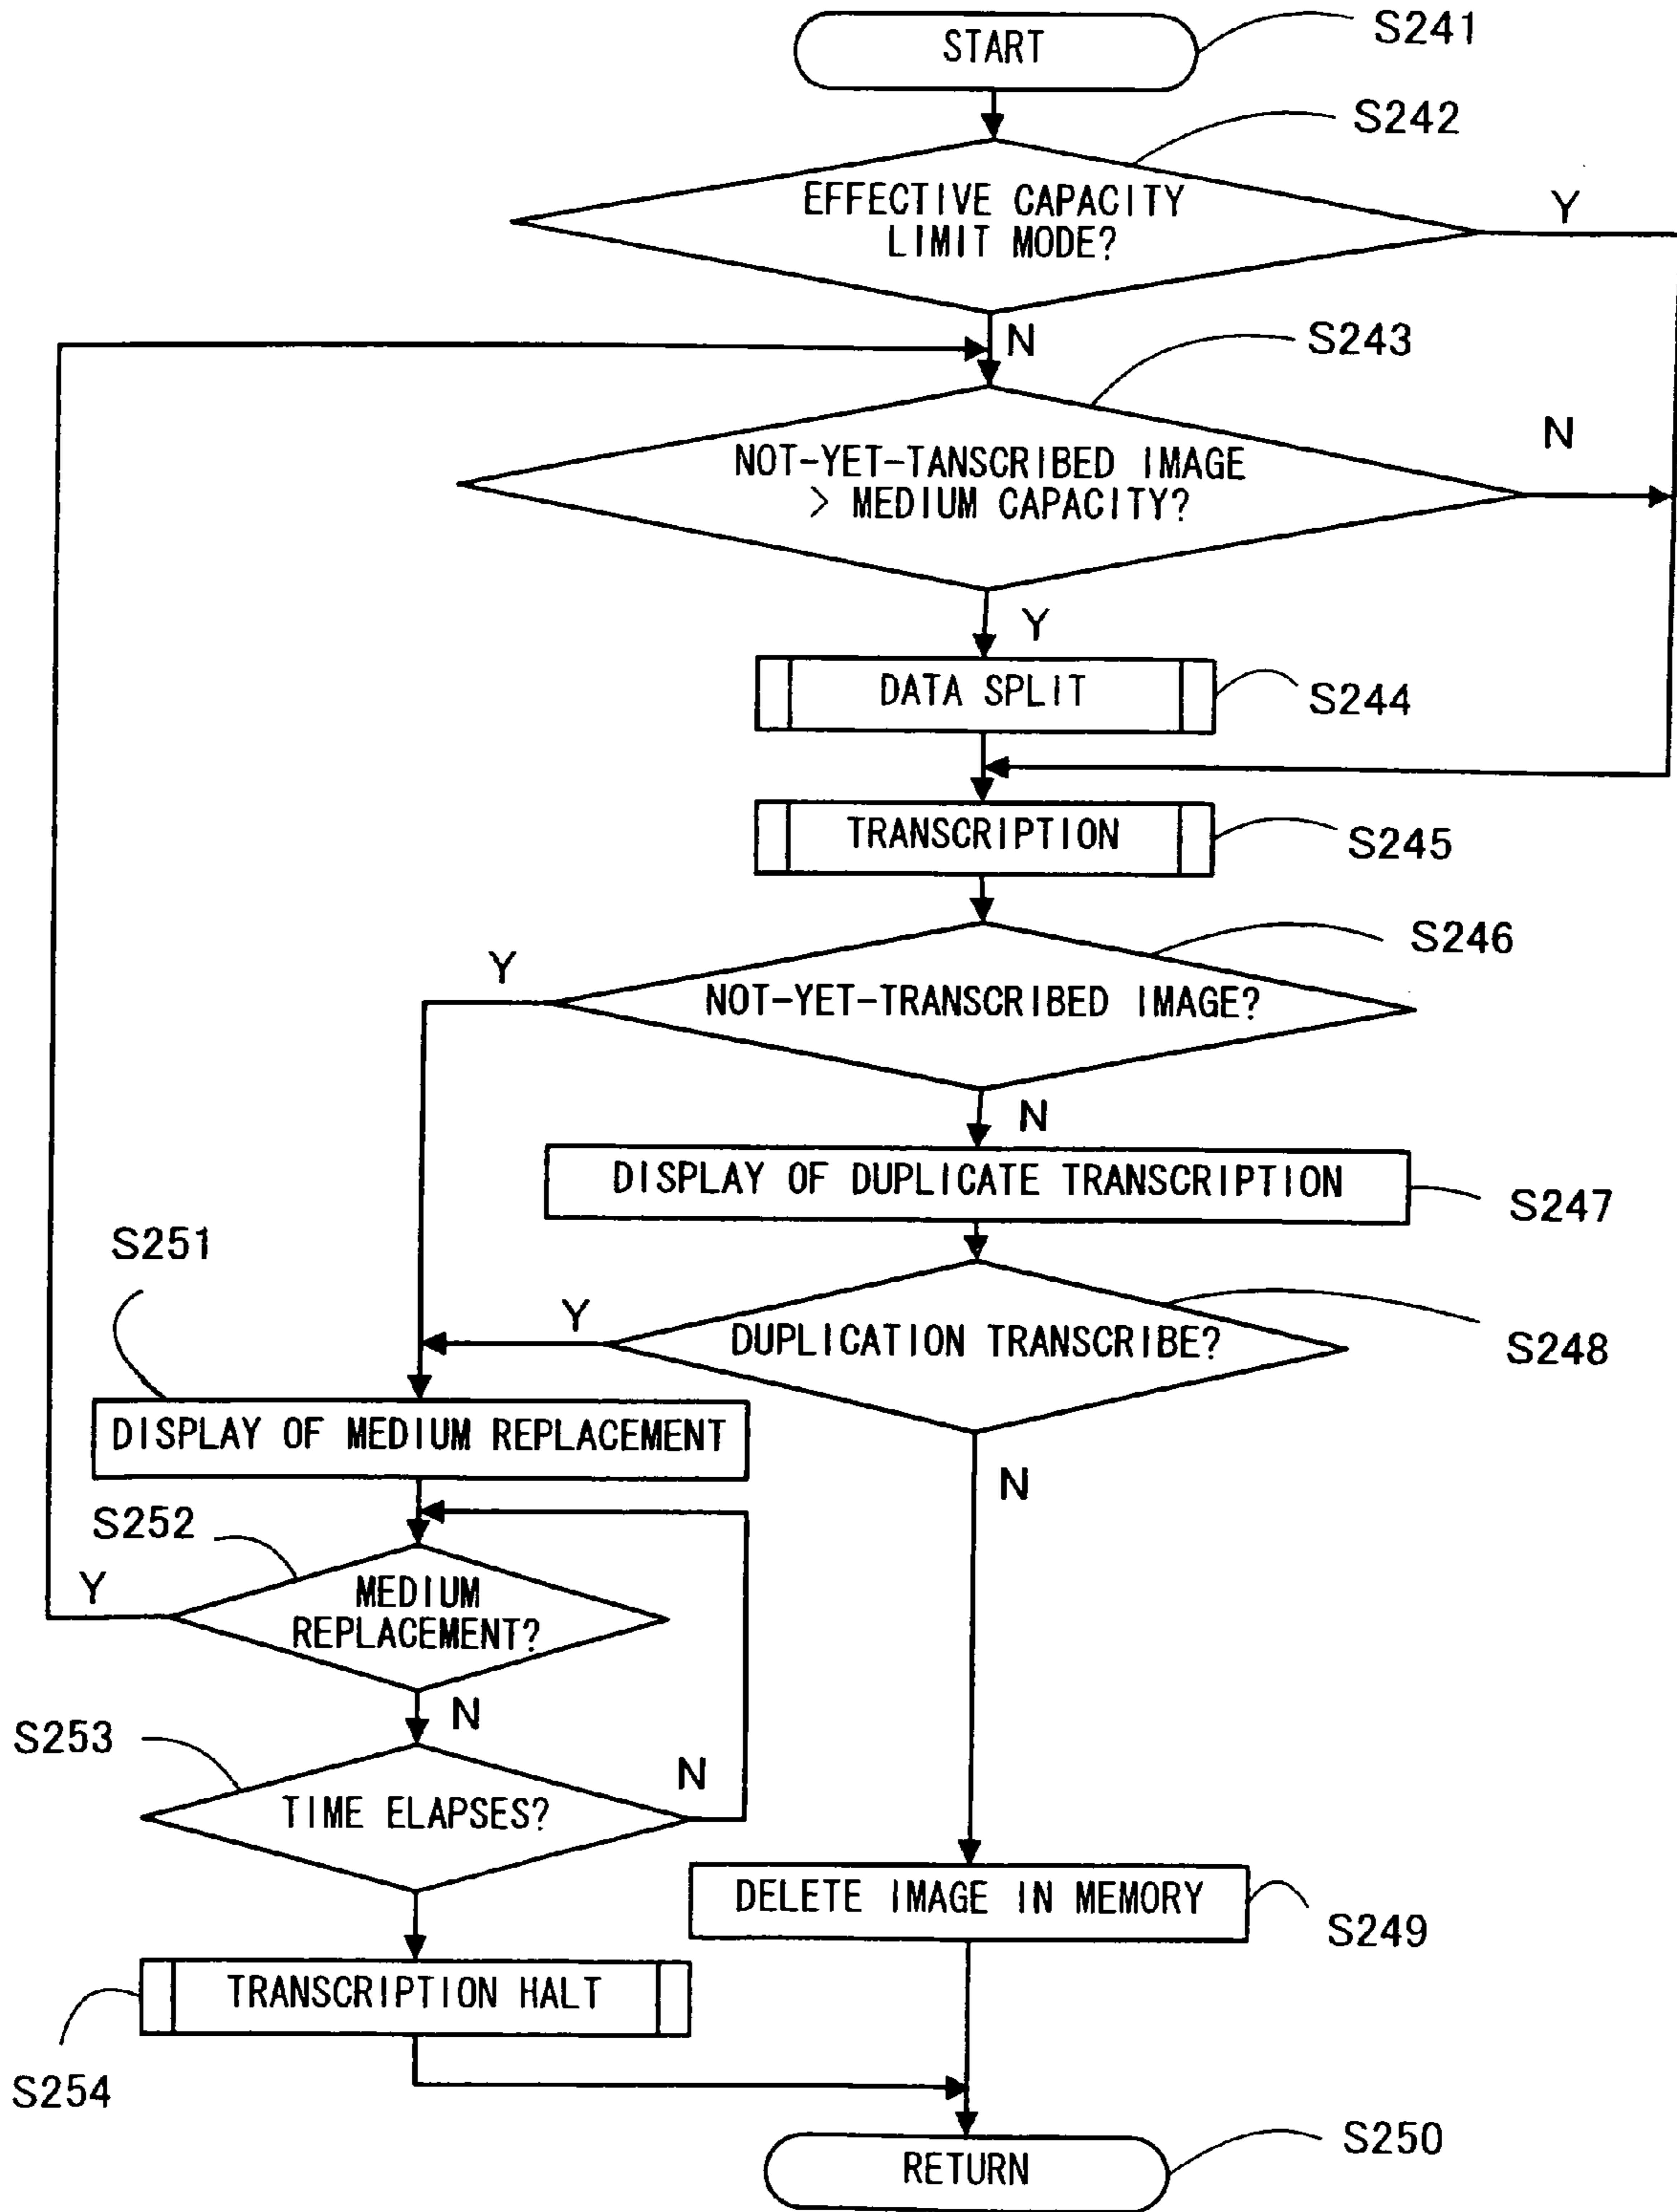 START
S241
S242
EFFECTIVE CAPACITY
LIMIT MODE?
Y
N
S243
NOT-YET-TANSCRIBED IMAGE
> MEDIUM CAPACITY?
N
Y
DATA SPLIT
S244
TRANSCRIPTION
S245
S246
Y
NOT-YET-TRANSCRIBED IMAGE?
N
DISPLAY OF DUPLICATE TRANSCRIPTION
S247
S251
Y
DUPLICATION TRANSCRIBE?
S248
DISPLAY OF MEDIUM REPLACEMENT
N
S252
Y
MEDIUM
REPLACEMENT?
N
S253
N
TIME ELAPSES?
DELETE IMAGE IN MEMORY
S249
TRANSCRIPTION HALT
S254
S250
RETURN